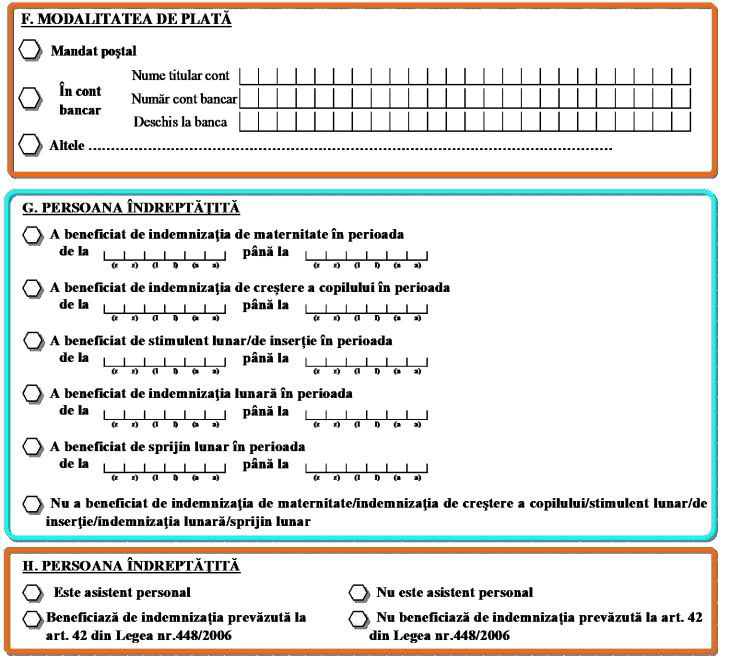 F. MODALITATEA DE PLATĂ
Mandat poştal
În cont bancar
Nume titular cont
Număr cont bancar
Deschis la banca
Altele ..............................................................................
G. PERSOANA ÎNDREPTĂŢITĂ
A beneficiat de indemnizaţia de maternitate în perioada
de la până la
(z z) (l l) (a a) (z z) (l l) (a a)
A beneficiat de indemnizaţia de creştere a copilului în perioada
de la până la
(z z) (l l) (a a) (z z) (l l) (a a)
A beneficiat de stimulent lunar/de inserţie în perioada
de la până la
(z z) (l l) (a a) (z z) (l l) (a a)
A beneficiat de indemnizaţia lunară în perioada
de la până la
(z z) (l l) (a a) (z z) (l l) (a a)
A beneficiat de sprijin lunar în perioada
de la până la
(z z) (l l) (a a) (z z) (l l) (a a)
Nu a beneficiat de indemnizaţia de maternitate/indemnizaţia de creştere a copilului/stimulent lunar/de
inserţie/indemnizaţia lunară/sprijin lunar
H. PERSOANA ÎNDREPTĂŢITĂ
Este asistent personal
Nu este asistent personal
Beneficiază de indemnizaţia prevăzută la
art. 42 din Legea nr.448/2006
Nu beneficiază de indemnizaţia prevăzută la art. 42
din Legea nr.448/2006